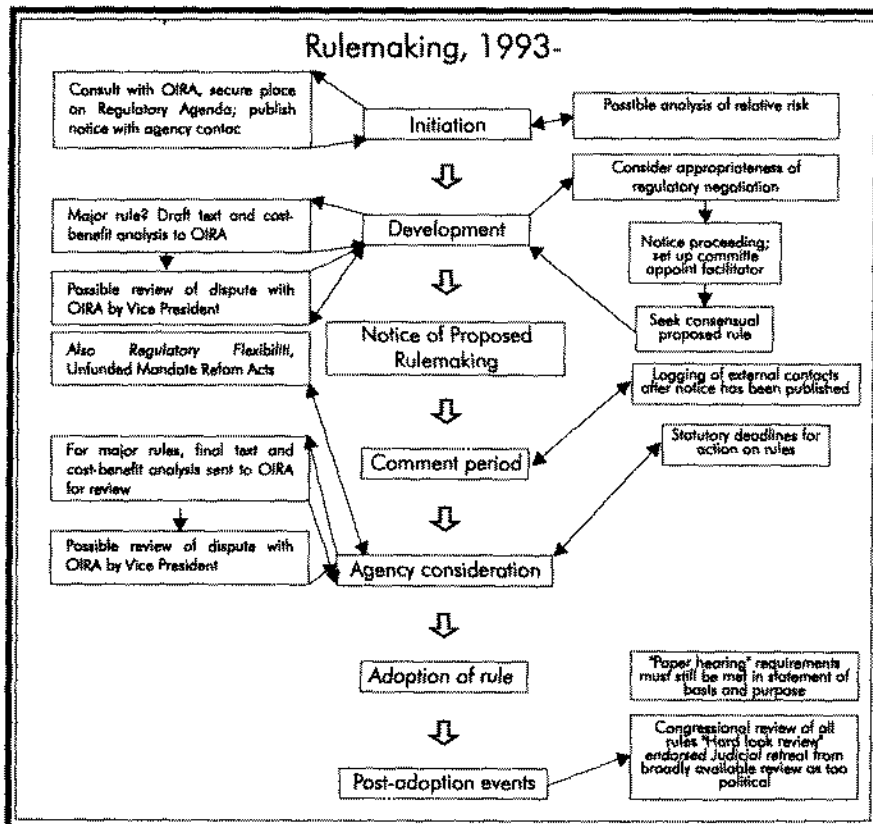 Rulemaking, 1993-
Consult with OIRA, secure place
on Regulatory Agenda; publish
notice with agency contac
Initiation
Possible analysis of relative risk
Consider appropriateness of
regulatory negotiation
Major rule? Draft text and cost-
benefit analysis to OIRA
Development
Notice proceeding;
set up committe
appoint facilitator
Possible review of dispute with
OIRA by Vice President
Seek consensual
proposed rule
Notice of Proposed
Rulemaking
Also Regulatory Flexibiliti,
Unfunded Mandate Reform Acts
Logging of external contacts
after notice has been published
For major rules, final text and
cost-benefit analysis sent to OIRA
for review
Comment period
Statutory deadlines for
action on rules
Possible review of dispute with
OIRA by Vice President
Agency consideration
Adoption of rule
"Paper hearing" requirements
must still be met in statement of
basis and purpose
Post-adoption events
Congressional review of all
rules "Hard look review"
endorsed Judicial retreat from
broadly available review as too
political